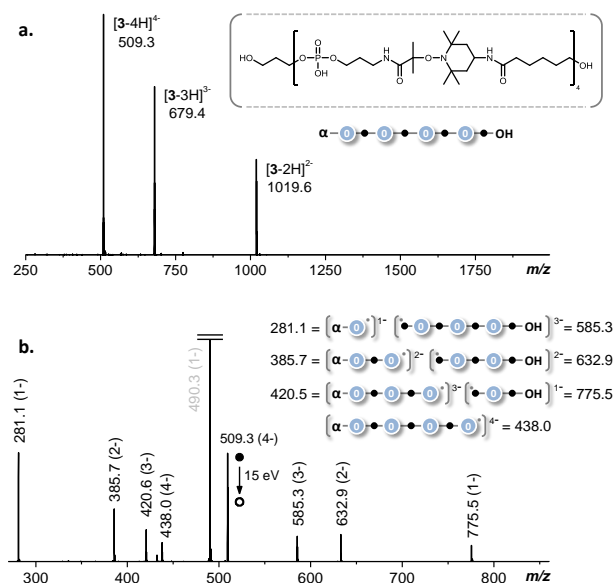 a.
[3-4H]4-
509.3
[3-3H]3-
679.4
[3-2H]2-
1019.6
HO
O
O
P
O
OH
H
N
O
O
N
H
N
O
OH
4
α 0 0 0 0 OH
250 500 750 1000 1250 1500 1750 m/z
b.
281.1 (1-)
385.7 (2-)
420.6 (3-)
438.0 (4-)
490.3 (1-)
509.3 (4-)
15 eV
585.3 (3-)
632.9 (2-)
775.5 (1-)
281.1 = [α 0•]1- [• 0 0 0 OH]3- = 585.3
385.7 = [α 0 0•]2- [• 0 0 OH]2- = 632.9
420.5 = [α 0 0 0•]3- [• 0 OH]1- = 775.5
[α 0 0 0 0•]4- = 438.0
300 400 500 600 700 800 m/z